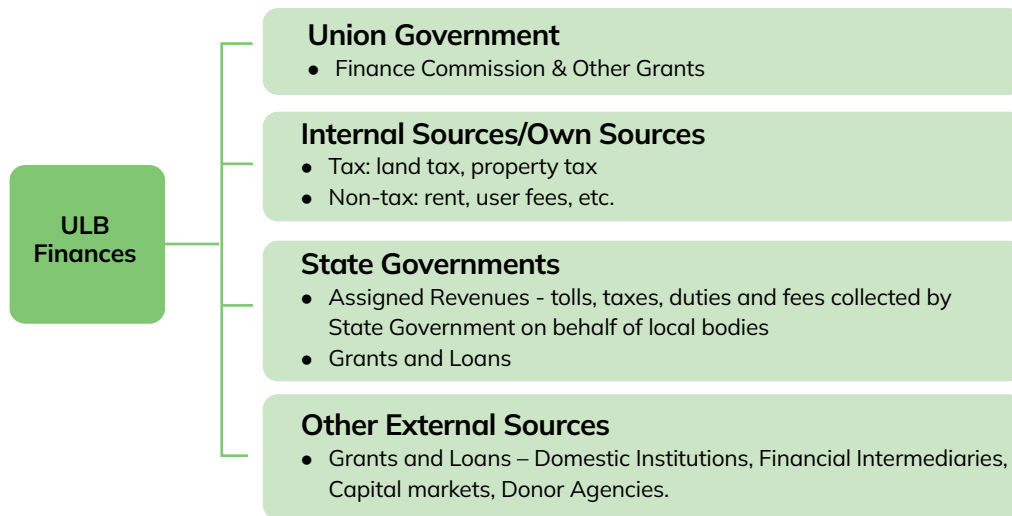 ULB
Finances
Union Government
● Finance Commission & Other Grants
Internal Sources/Own Sources
● Tax: land tax, property tax
● Non-tax: rent, user fees, etc.
State Governments
● Assigned Revenues - tolls, taxes, duties and fees collected by
State Government on behalf of local bodies
● Grants and Loans
Other External Sources
● Grants and Loans – Domestic Institutions, Financial Intermediaries,
Capital markets, Donor Agencies.